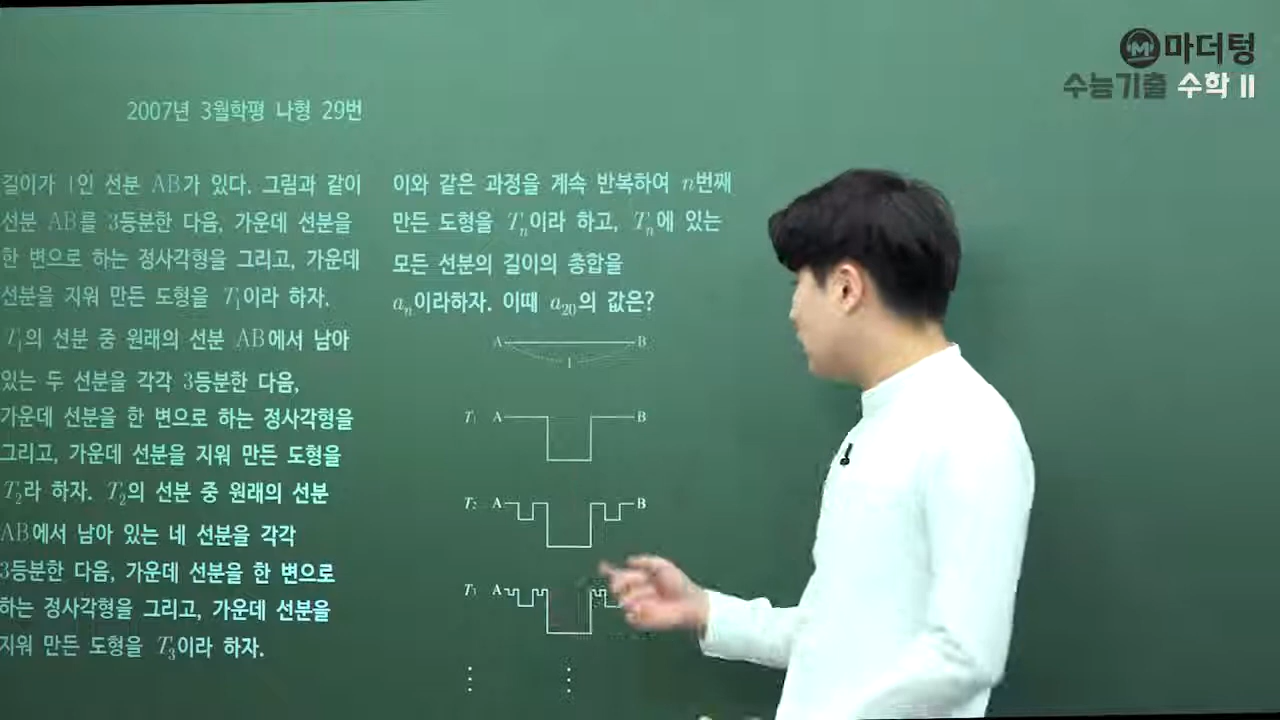 마더텅
수능기출 수학 II
2007년 3월학평 나형 29번
길이가 1인 선분 AB가 있다. 그림과 같이
선분 AB를 3등분한 다음, 가운데 선분을
한 변으로 하는 정사각형을 그리고, 가운데
선분을 지워 만든 도형을 T₁이라 하자.
T₁의 선분 중 원래의 선분 AB에서 남아
있는 두 선분을 각각 3등분한 다음,
가운데 선분을 한 변으로 하는 정사각형을
그리고, 가운데 선분을 지워 만든 도형을
T₂라 하자. T₂의 선분 중 원래의 선분
AB에서 남아 있는 네 선분을 각각
3등분한 다음, 가운데 선분을 한 변으로
하는 정사각형을 그리고, 가운데 선분을
지워 만든 도형을 T₃이라 하자.
이와 같은 과정을 계속 반복하여 n번째
만든 도형을 Tₙ이라 하고, Tₙ에 있는
모든 선분의 길이의 총합을
aₙ이라하자. 이때 a₂₀의 값은?
A B
1
T₁ A B
T₂ A B
T₃ A B